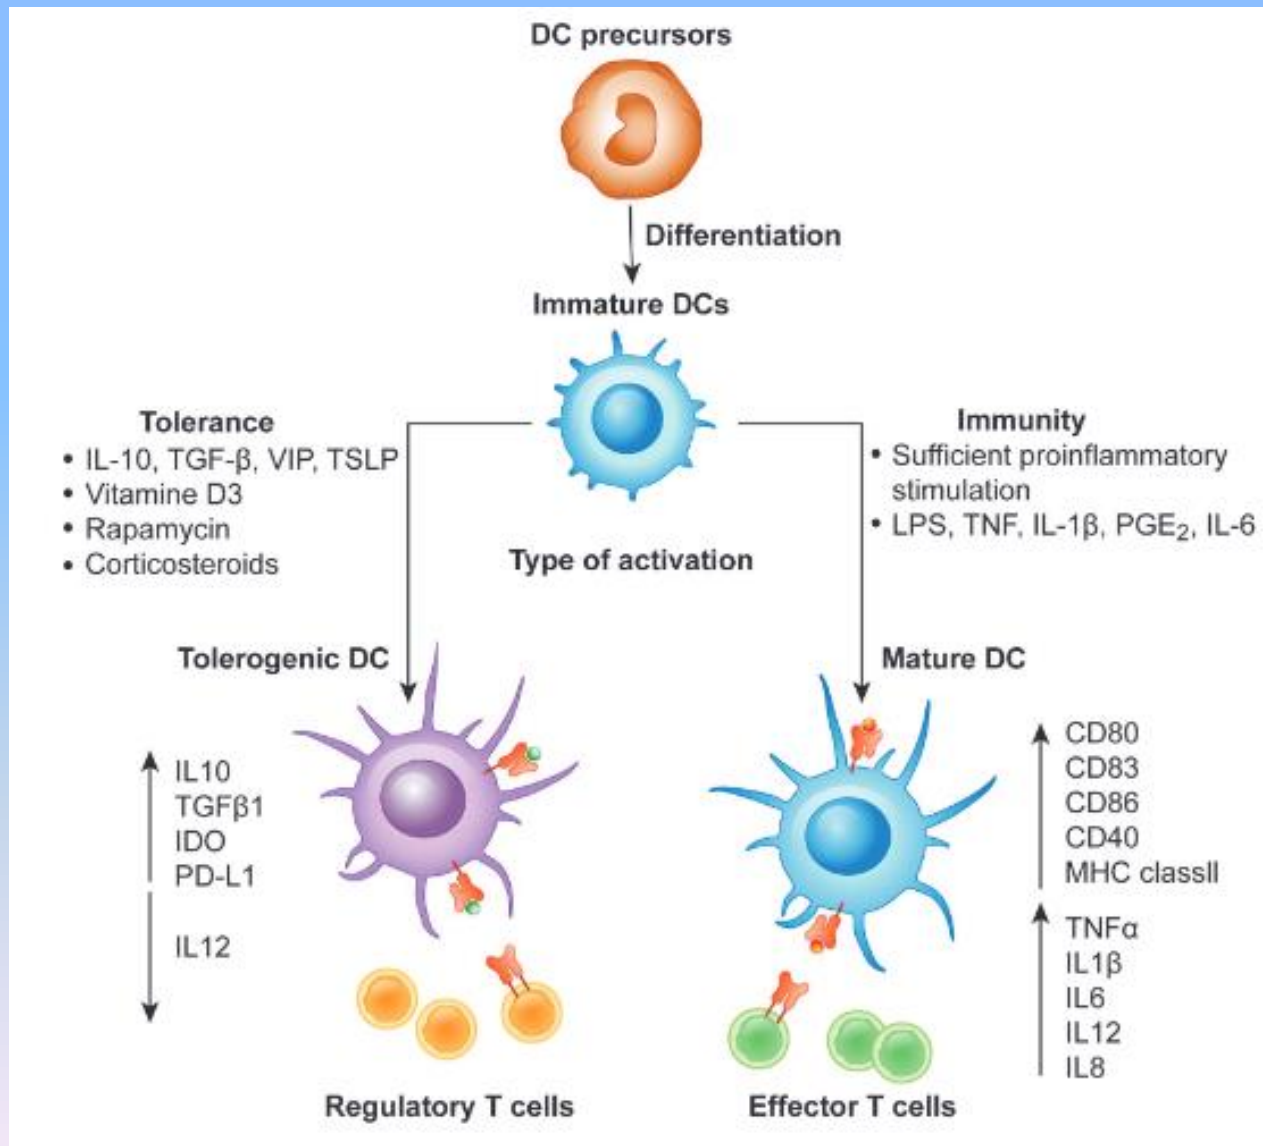 DC precursors
Differentiation
Immature DCs
Tolerance
• IL-10, TGF-β, VIP, TSLP
• Vitamine D3
• Rapamycin
• Corticosteroids
Immunity
• Sufficient proinflammatory
stimulation
• LPS, TNF, IL-1β, PGE₂, IL-6
Type of activation
Tolerogenic DC
Mature DC
IL10
TGFβ1
IDO
PD-L1
IL12
CD80
CD83
CD86
CD40
MHC classII
TNFα
IL1β
IL6
IL12
IL8
Regulatory T cells
Effector T cells